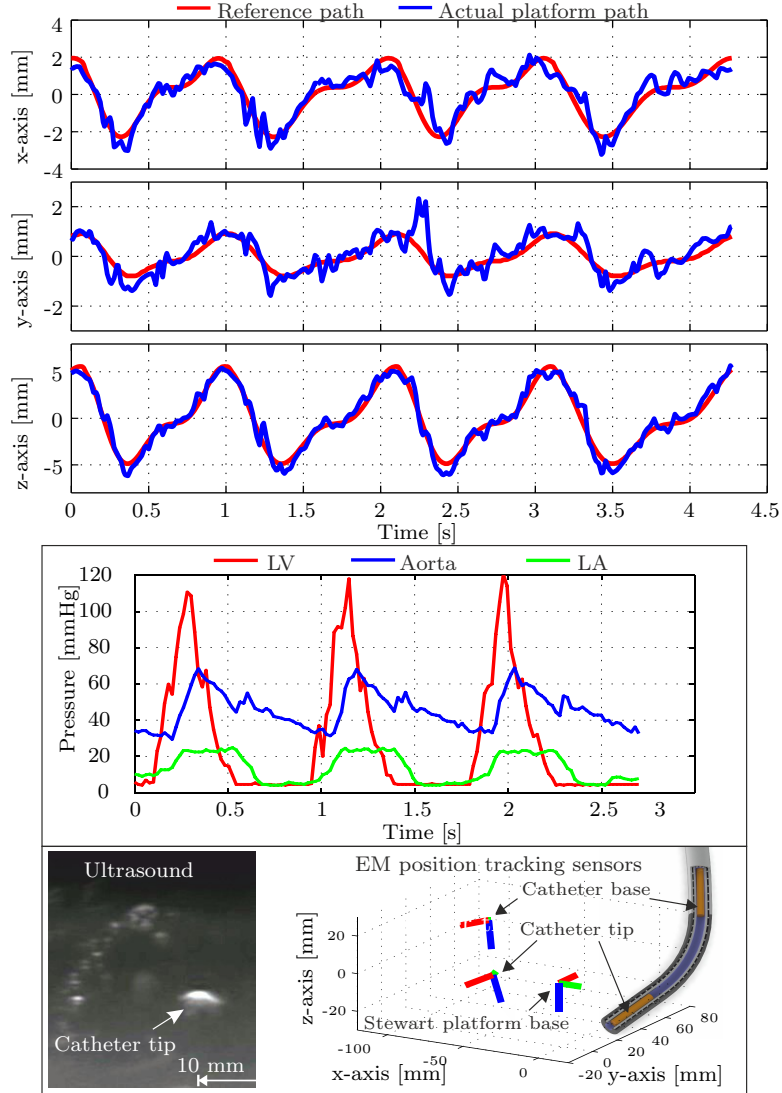 Reference path Actual platform path
x-axis [mm]
4
2
0
-2
-4
y-axis [mm]
2
0
-2
z-axis [mm]
5
0
-5
0 0.5 1 1.5 2 2.5 3 3.5 4 4.5
Time [s]
LV Aorta LA
Pressure [mmHg]
120
100
80
60
40
20
0
0 0.5 1 1.5 2 2.5 3
Time [s]
Ultrasound
Catheter tip
10 mm
EM position tracking sensors
Catheter base
Catheter tip
Stewart platform base
z-axis [mm]
20
0
-20
-100 -50 0
x-axis [mm]
-20 0 20 40 60 80
y-axis [mm]